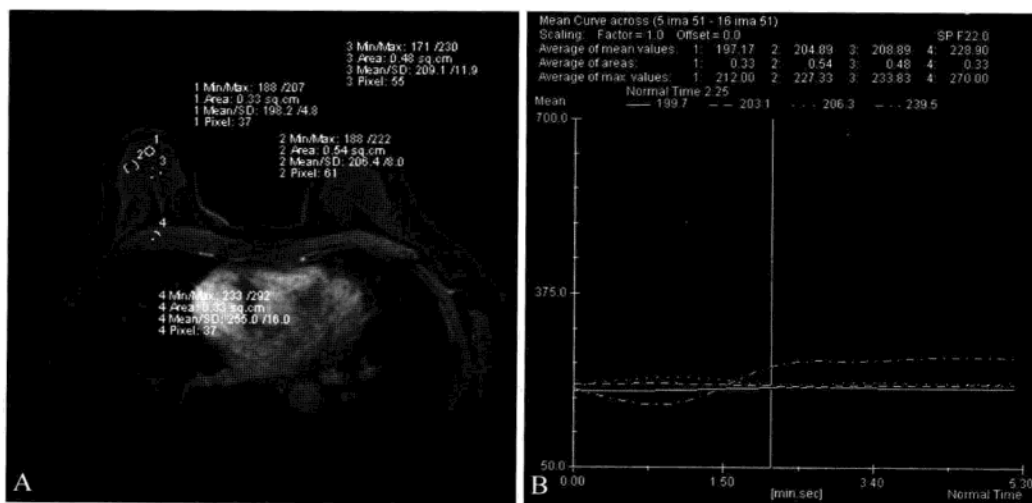 3 Min/Max: 171 /230
3 Area: 0.48 sq.cm
3 Mean/SD: 209.1 /11.9
3 Pixel: 55
1 Min/Max: 188 /207
1 Area: 0.33 sq.cm
1 Mean/SD: 198.2 /4.8
1 Pixel: 37
2 Min/Max: 188 /222
2 Area: 0.54 sq.cm
2 Mean/SD: 206.4 /8.0
2 Pixel: 61
1
2
3
4
4 Min/Max: 233 /292
4 Area: 0.33 sq.cm
4 Mean/SD: 255.0 /16.0
4 Pixel: 37
A
Mean Curve across (5 ima 51 - 16 ima 51)
Scaling: Factor = 1.0 Offset = 0.0 SP F22.0
Average of mean values: 1: 197.17 2: 204.89 3: 208.89 4: 228.90
Average of areas: 1: 0.33 2: 0.54 3: 0.48 4: 0.33
Average of max values: 1: 212.00 2: 227.33 3: 233.83 4: 270.00
Normal Time 2:25
Mean 199.7 203.1 206.3 239.5
700.0
375.0
50.0
0:00 1:50 3:40 5:30
[min:sec] Normal Time
B